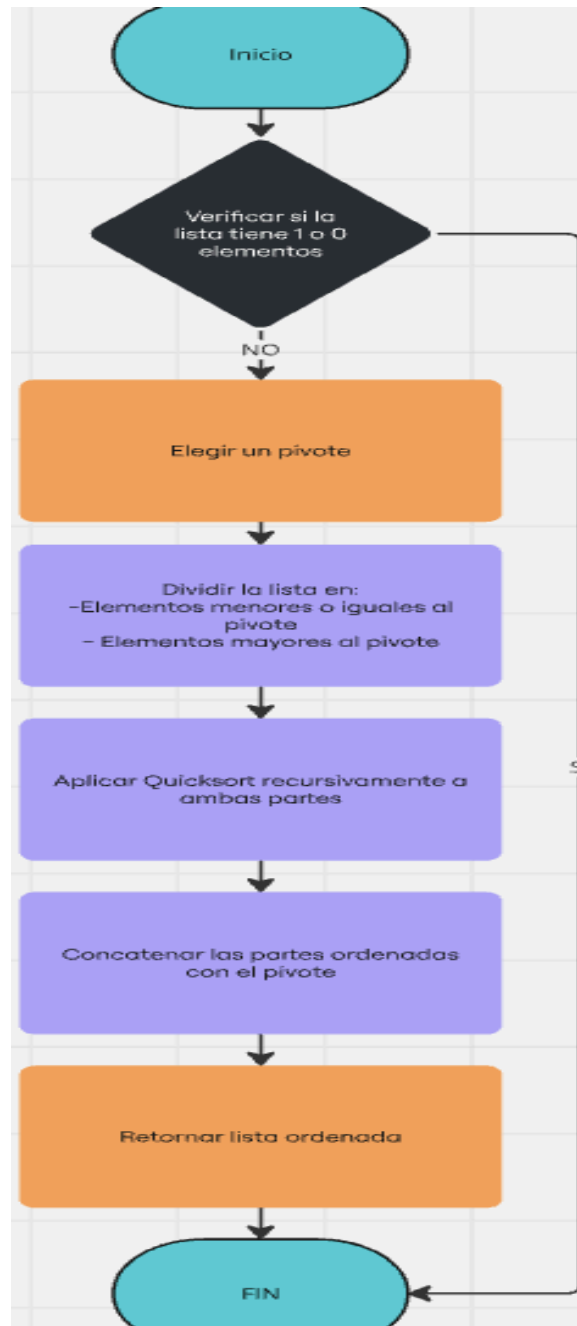 Inicio
Verificar si la
lista tiene 1 o 0
elementos
NO
Elegir un pivote
Dividir la lista en:
-Elementos menores o iguales al
pivote
- Elementos mayores al pivote
Aplicar Quicksort recursivamente a
ambas partes
Concatenar las partes ordenadas
con el pivote
Retornar lista ordenada
FIN